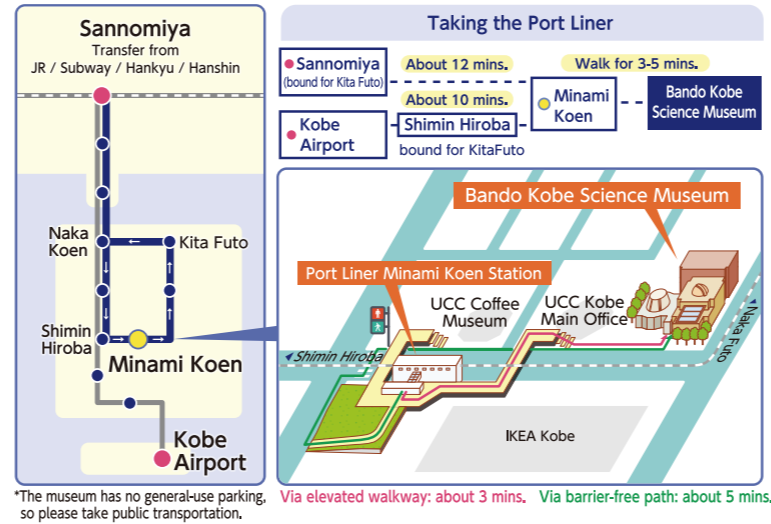 Sannomiya
Transfer from
JR / Subway / Hankyu / Hanshin
Naka
Koen
Kita Futo
Shimin
Hiroba
Minami Koen
Kobe
Airport
*The museum has no general-use parking,
so please take public transportation.
Taking the Port Liner
Sannomiya
(bound for Kita Futo)
About 12 mins.
Walk for 3-5 mins.
About 10 mins.
Minami
Koen
Bando Kobe
Science Museum
Kobe
Airport
Shimin Hiroba
bound for KitaFuto
Bando Kobe Science Museum
Port Liner Minami Koen Station
UCC Coffee
Museum
UCC Kobe
Main Office
Naka Futo
Shimin Hiroba
IKEA Kobe
Via elevated walkway: about 3 mins. Via barrier-free path: about 5 mins.